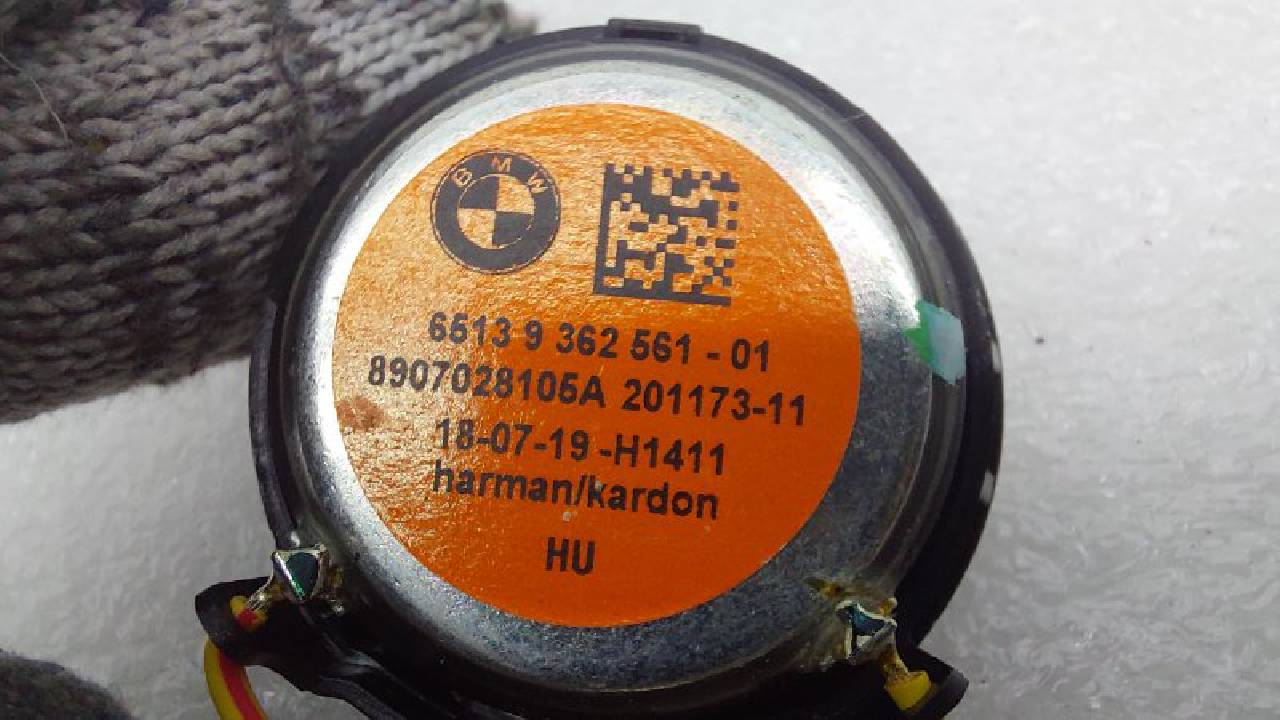 BMW
6513 9 362 561 - 01
8907028105A 201173-11
18-07-19 -H1411
harman/kardon
HU